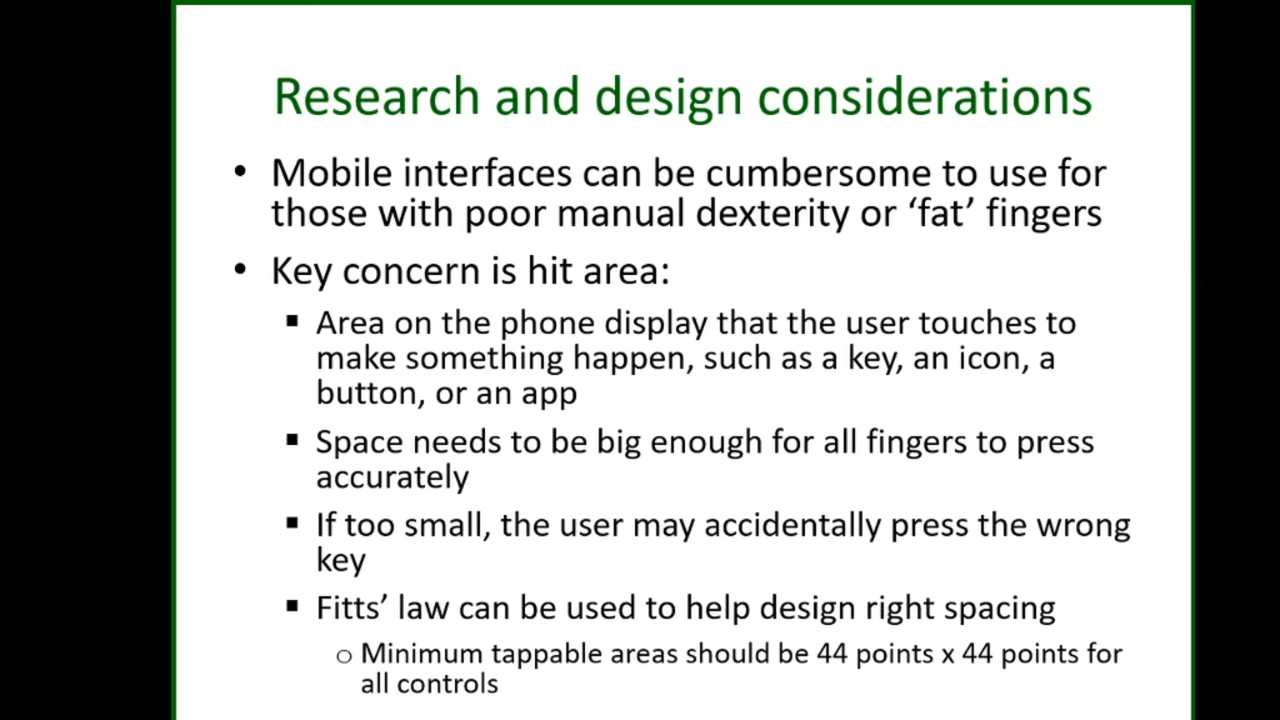 Research and design considerations
• Mobile interfaces can be cumbersome to use for
those with poor manual dexterity or ‘fat’ fingers
• Key concern is hit area:
▪ Area on the phone display that the user touches to
make something happen, such as a key, an icon, a
button, or an app
▪ Space needs to be big enough for all fingers to press
accurately
▪ If too small, the user may accidentally press the wrong
key
▪ Fitts’ law can be used to help design right spacing
o Minimum tappable areas should be 44 points x 44 points for
all controls